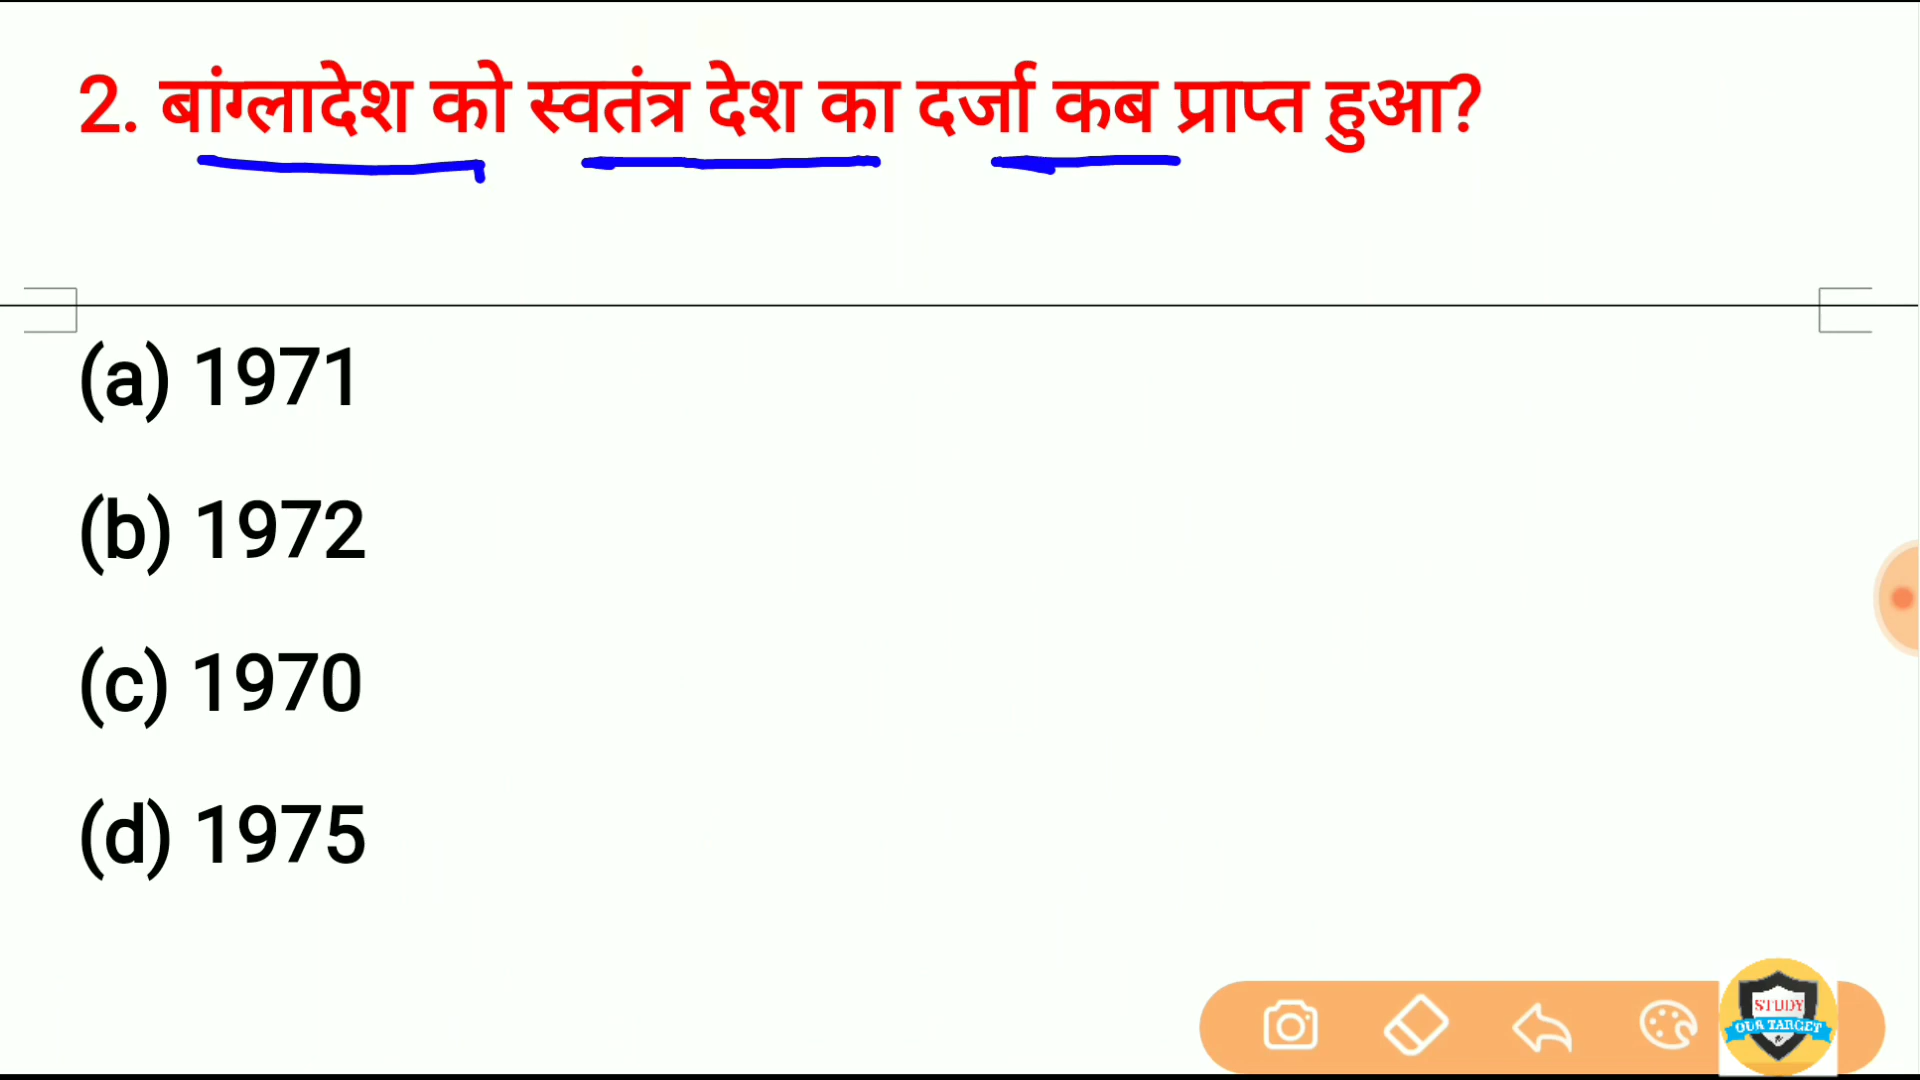 2. बांग्लादेश को स्वतंत्र देश का दर्जा कब प्राप्त हुआ?
(a) 1971
(b) 1972
(c) 1970
(d) 1975
STUDY
OUR TARGET